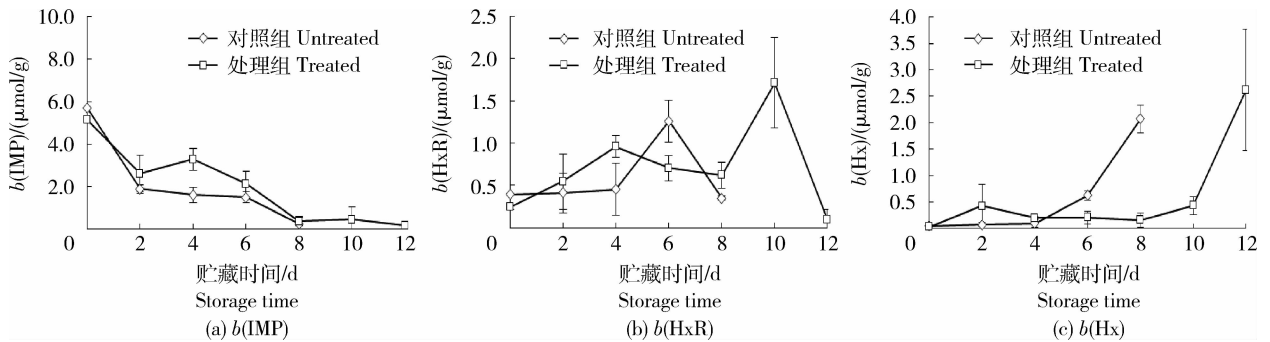 10.0
8.0
6.0
4.0
2.0
0
b(IMP)/(μmol/g)
对照组 Untreated
处理组 Treated
2 4 6 8 10 12
贮藏时间/d
Storage time
(a) b(IMP)
2.5
2.0
1.5
1.0
0.5
0
b(HxR)/(μmol/g)
对照组 Untreated
处理组 Treated
2 4 6 8 10 12
贮藏时间/d
Storage time
(b) b(HxR)
4.0
3.5
3.0
2.5
2.0
1.5
1.0
0.5
0
b(Hx)/(μmol/g)
对照组 Untreated
处理组 Treated
2 4 6 8 10 12
贮藏时间/d
Storage time
(c) b(Hx)